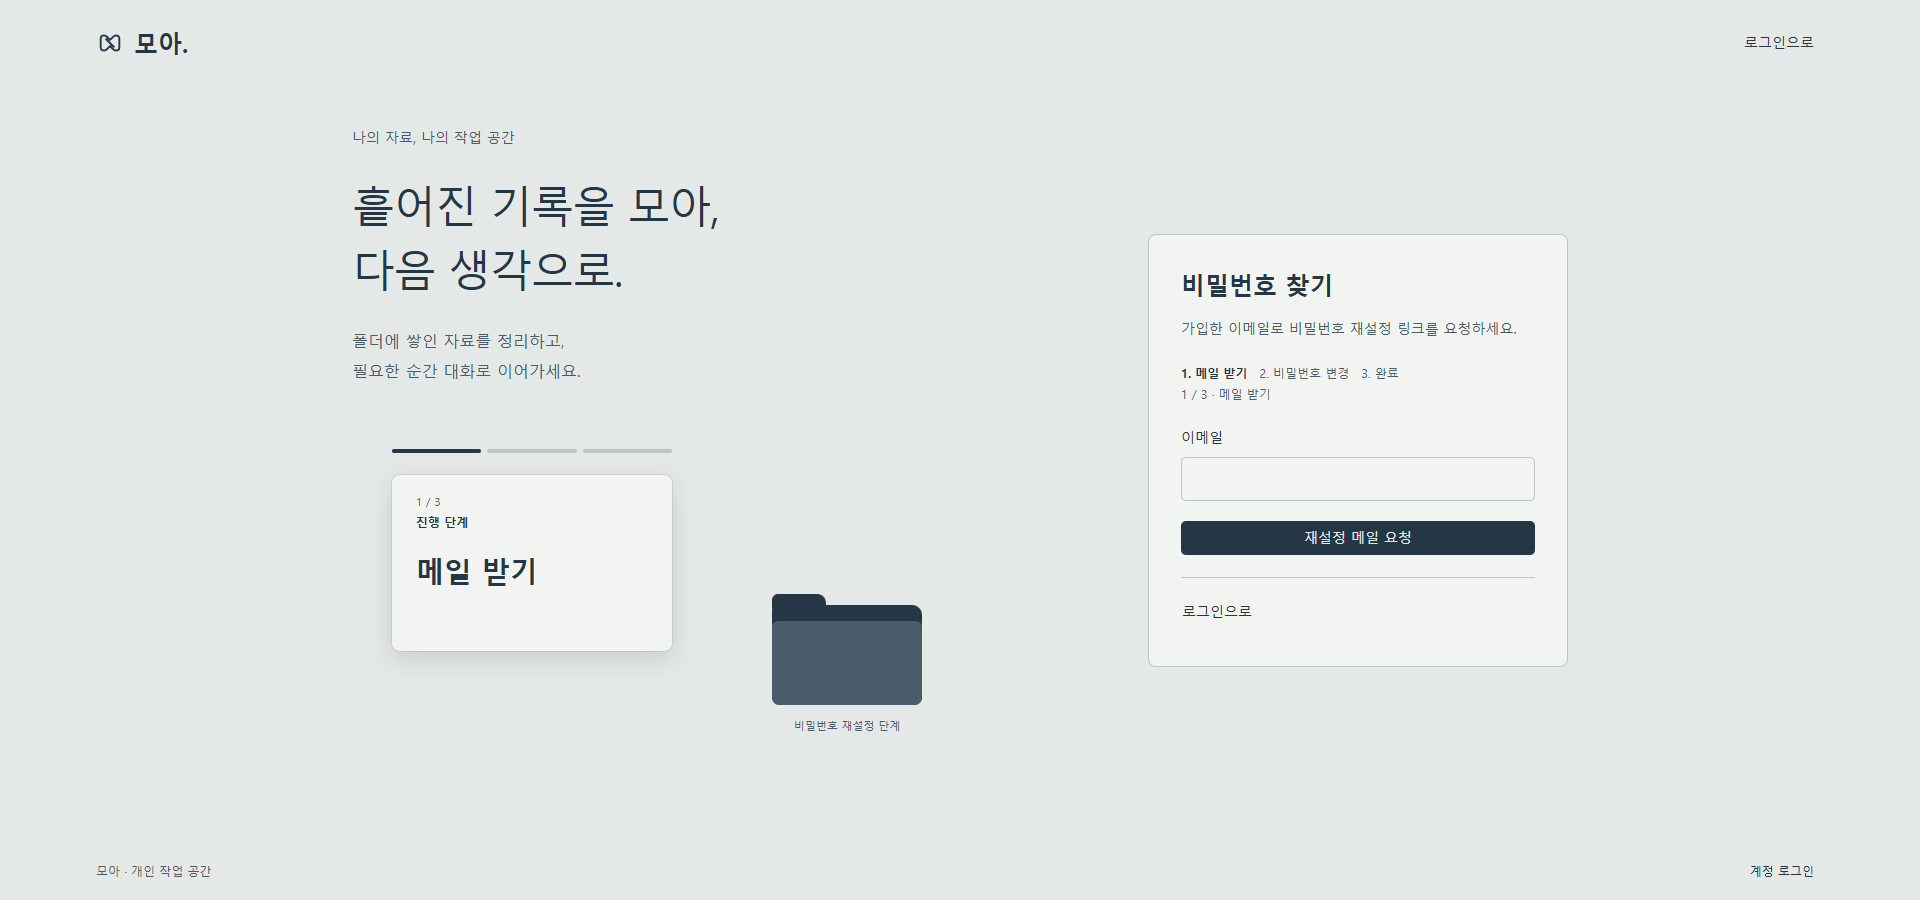 모아.
로그인으로
나의 자료, 나의 작업 공간
흩어진 기록을 모아,
다음 생각으로.
폴더에 쌓인 자료를 정리하고,
필요한 순간 대화로 이어가세요.
1 / 3
진행 단계
메일 받기
비밀번호 재설정 단계
비밀번호 찾기
가입한 이메일로 비밀번호 재설정 링크를 요청하세요.
1. 메일 받기 2. 비밀번호 변경 3. 완료
1 / 3 · 메일 받기
이메일
재설정 메일 요청
로그인으로
모아 · 개인 작업 공간
계정 로그인